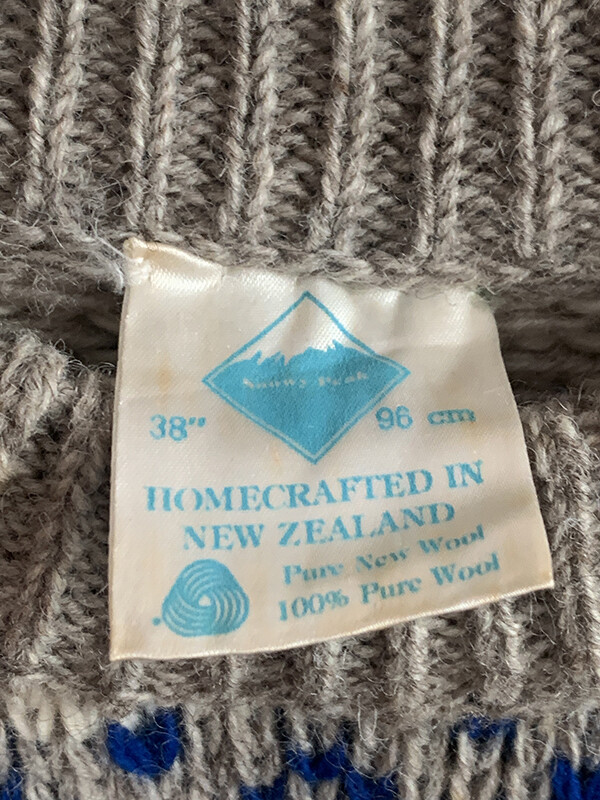 Snowy Peak
38" 96 cm
HOMECRAFTED IN
NEW ZEALAND
Pure New Wool
100% Pure Wool